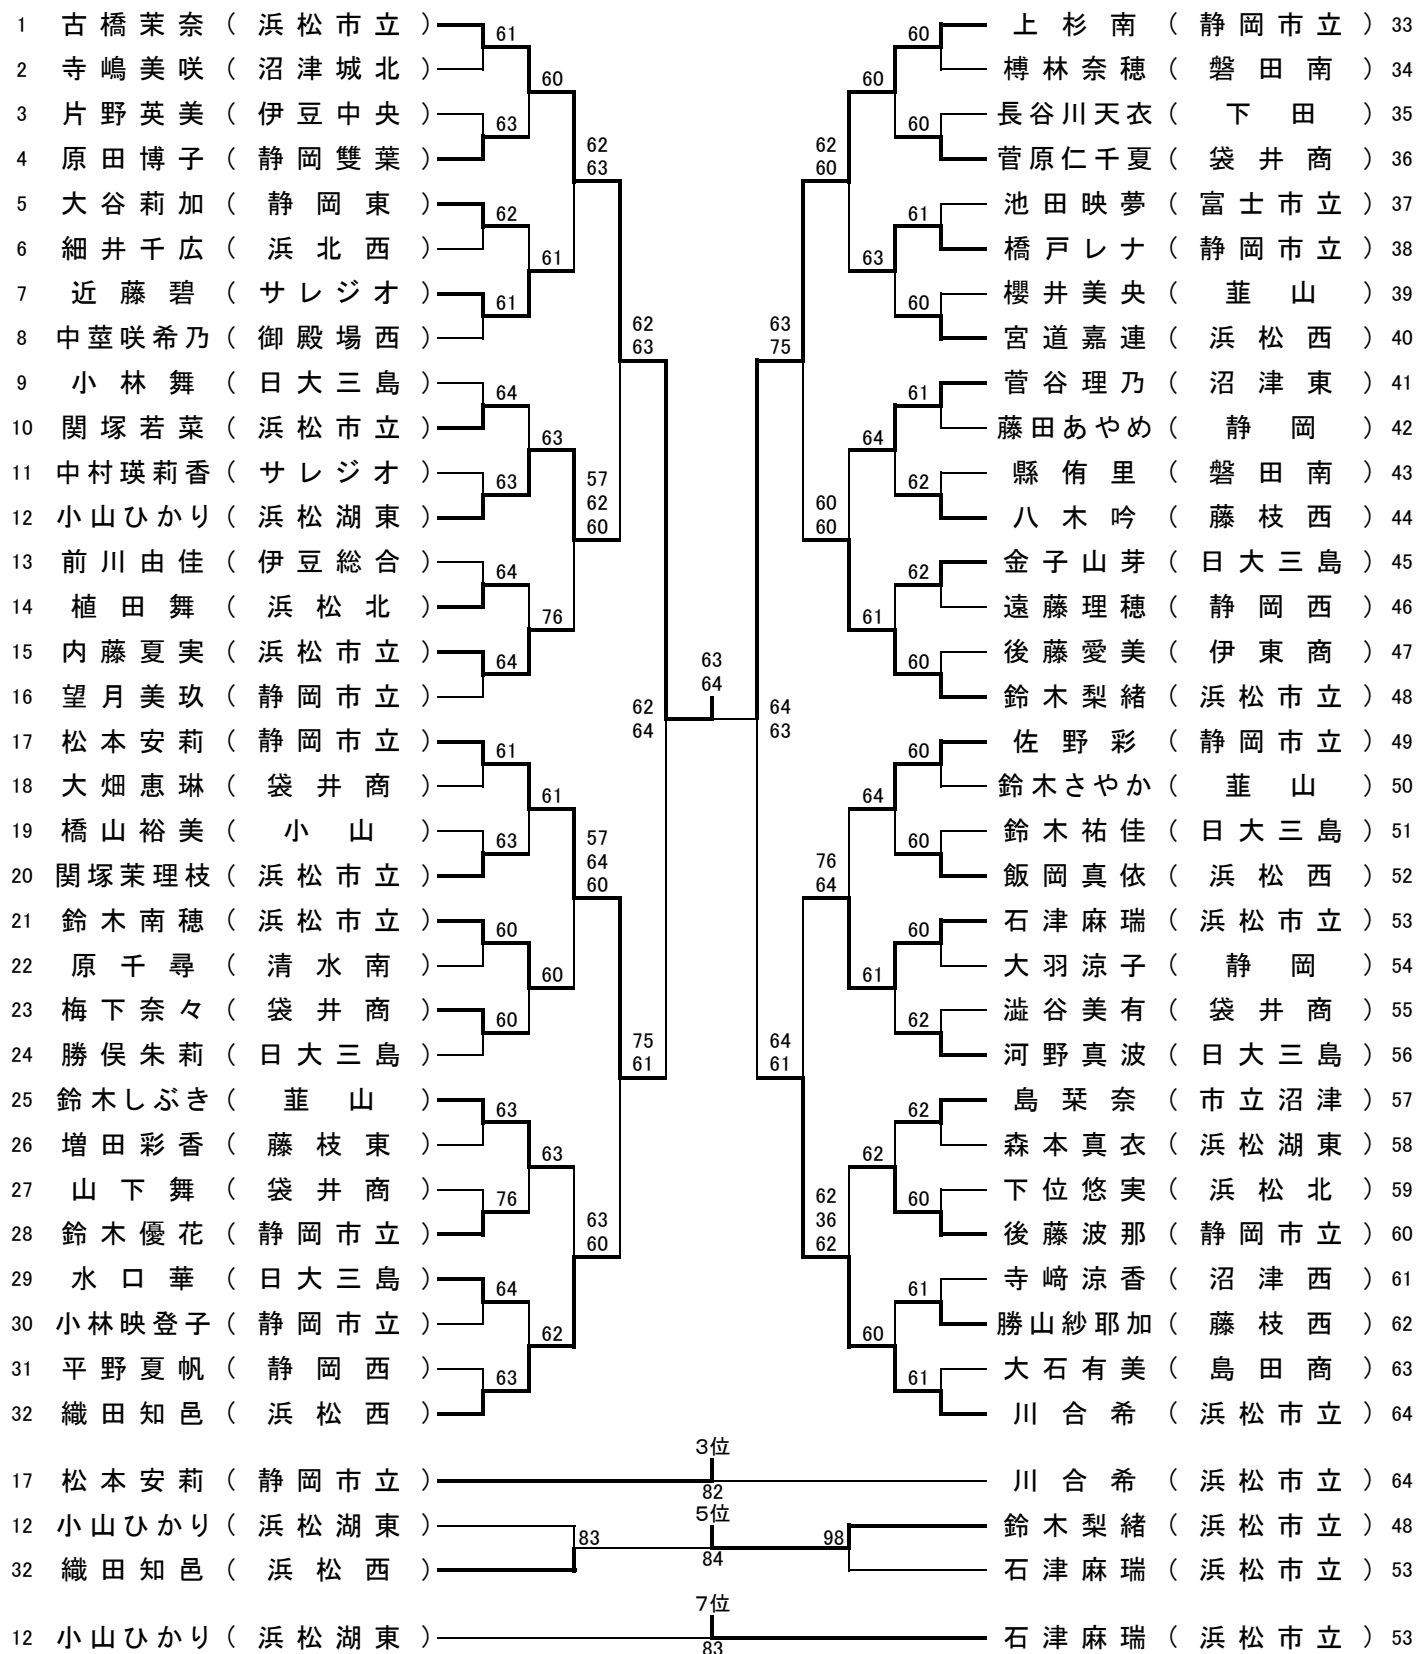 1 古橋茉奈(浜松市立) 61 60 上杉南(静岡市立) 33
2 寺嶋美咲(沼津城北) 60 60 榑林奈穂(磐田南) 34
3 片野英美(伊豆中央) 63 60 長谷川天衣(下田) 35
4 原田博子(静岡雙葉) 62 63 62 60 菅原仁千夏(袋井商) 36
5 大谷莉加(静岡東) 62 61 池田映夢(富士市立) 37
6 細井千広(浜北西) 61 63 橋戸レナ(静岡市立) 38
7 近藤碧(サレジオ) 61 60 櫻井美央(韮山) 39
8 中莖咲希乃(御殿場西) 62 63 63 75 宮道嘉連(浜松西) 40
9 小林舞(日大三島) 64 61 菅谷理乃(沼津東) 41
10 関塚若菜(浜松市立) 63 64 藤田あやめ(静岡) 42
11 中村瑛莉香(サレジオ) 63 62 縣侑里(磐田南) 43
12 小山ひかり(浜松湖東) 57 62 60 60 60 八木吟(藤枝西) 44
13 前川由佳(伊豆総合) 64 62 金子山芽(日大三島) 45
14 植田舞(浜松北) 76 61 遠藤理穂(静岡西) 46
15 内藤夏実(浜松市立) 64 63 64 60 後藤愛美(伊東商) 47
16 望月美玖(静岡市立) 62 64 64 63 鈴木梨緒(浜松市立) 48
17 松本安莉(静岡市立) 61 60 佐野彩(静岡市立) 49
18 大畑恵琳(袋井商) 61 64 鈴木さやか(韮山) 50
19 橋山裕美(小山) 63 60 鈴木祐佳(日大三島) 51
20 関塚茉理枝(浜松市立) 57 64 60 76 64 飯岡真依(浜松西) 52
21 鈴木南穂(浜松市立) 60 60 石津麻瑞(浜松市立) 53
22 原千尋(清水南) 60 61 大羽涼子(静岡) 54
23 梅下奈々(袋井商) 60 62 澁谷美有(袋井商) 55
24 勝俣朱莉(日大三島) 75 61 64 61 河野真波(日大三島) 56
25 鈴木しぶき(韮山) 63 62 島栞奈(市立沼津) 57
26 増田彩香(藤枝東) 63 62 森本真衣(浜松湖東) 58
27 山下舞(袋井商) 76 60 下位悠実(浜松北) 59
28 鈴木優花(静岡市立) 63 60 62 36 62 後藤波那(静岡市立) 60
29 水口華(日大三島) 64 61 寺﨑涼香(沼津西) 61
30 小林映登子(静岡市立) 62 60 勝山紗耶加(藤枝西) 62
31 平野夏帆(静岡西) 63 61 大石有美(島田商) 63
32 織田知邑(浜松西) 川合希(浜松市立) 64
3位
17 松本安莉(静岡市立) 82 川合希(浜松市立) 64
5位
12 小山ひかり(浜松湖東) 83 98 鈴木梨緒(浜松市立) 48
32 織田知邑(浜松西) 84 石津麻瑞(浜松市立) 53
7位
12 小山ひかり(浜松湖東) 83 石津麻瑞(浜松市立) 53